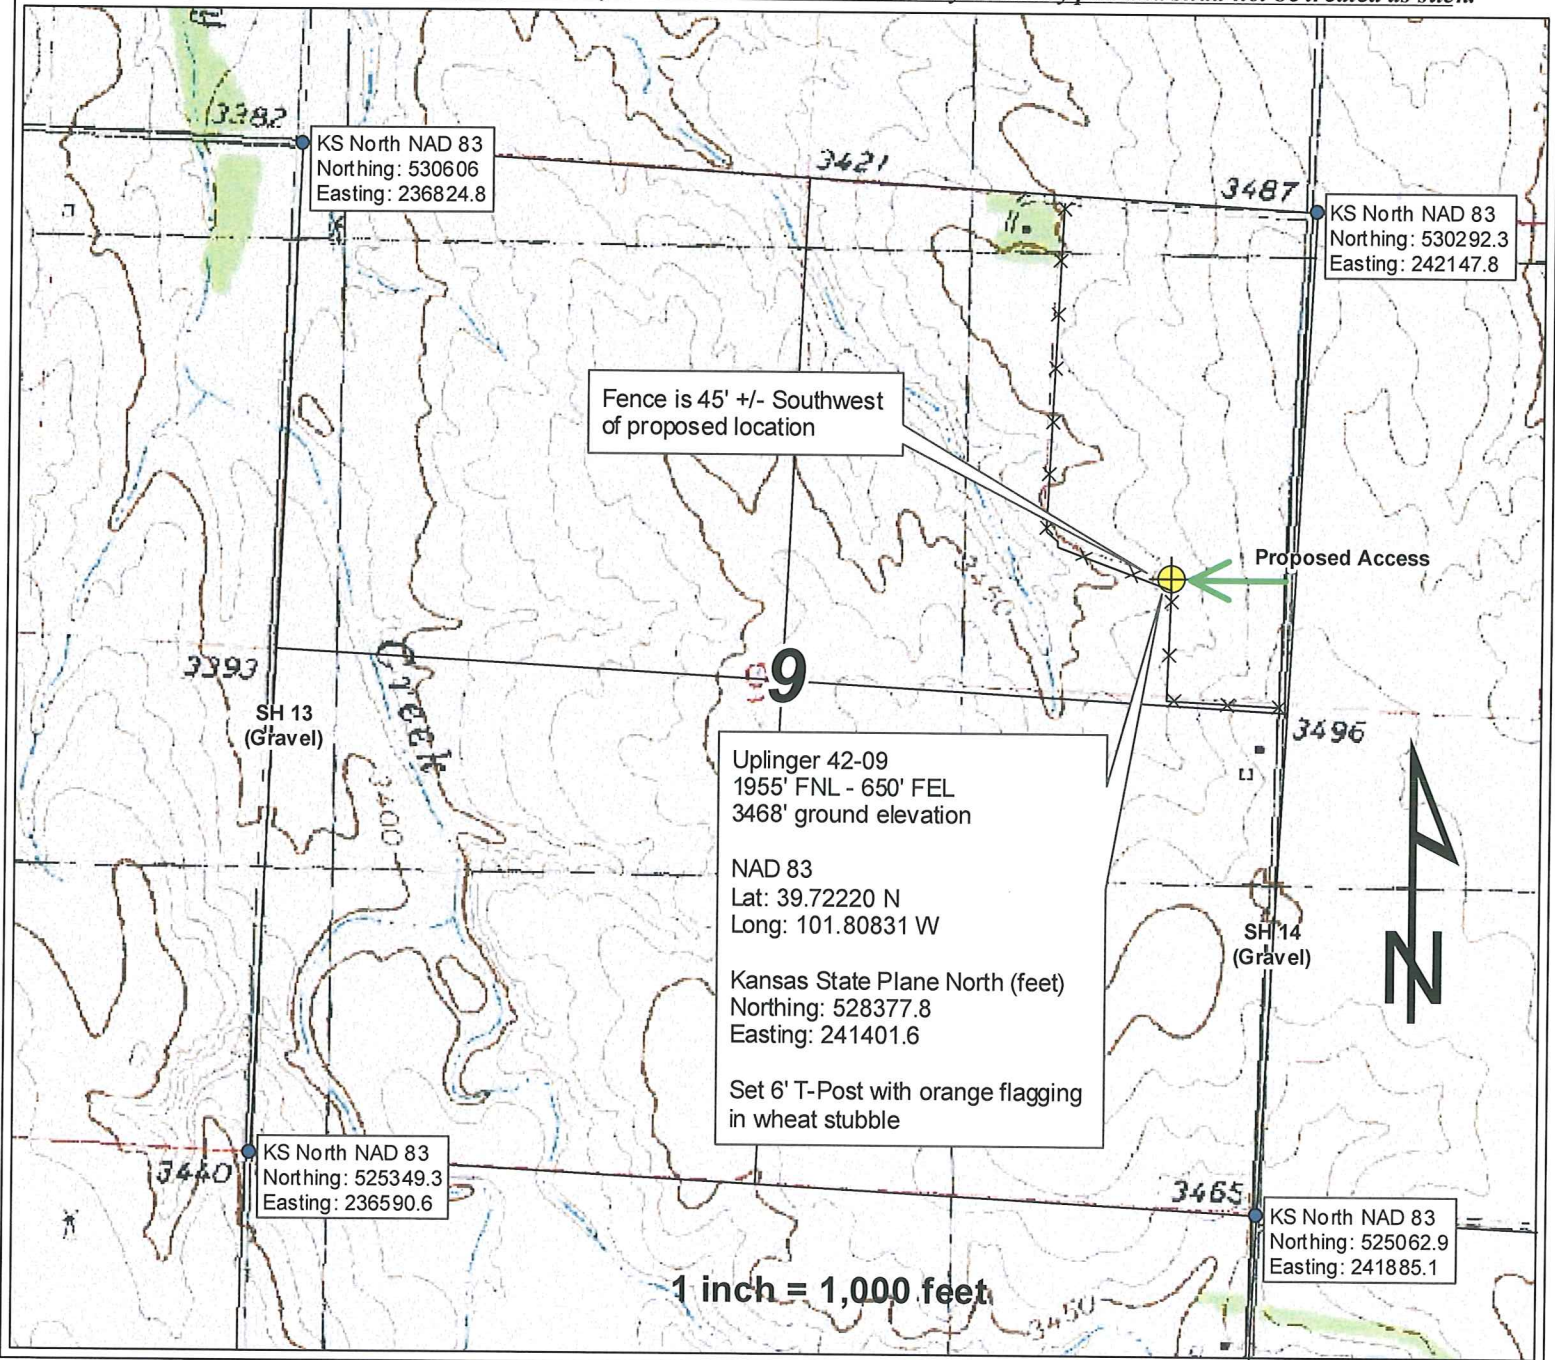 3382
KS North NAD 83
Northing: 530606
Easting: 236824.8
3421
3487
KS North NAD 83
Northing: 530292.3
Easting: 242147.8
Fence is 45' +/- Southwest
of proposed location
Proposed Access
3450
3393
9
SH 13
(Gravel)
Creek
3496
3400
Uplinger 42-09
1955' FNL - 650' FEL
3468' ground elevation
NAD 83
Lat: 39.72220 N
Long: 101.80831 W
Kansas State Plane North (feet)
Northing: 528377.8
Easting: 241401.6
Set 6' T-Post with orange flagging
in wheat stubble
SH 14
(Gravel)
N
3440
KS North NAD 83
Northing: 525349.3
Easting: 236590.6
3465
KS North NAD 83
Northing: 525062.9
Easting: 241885.1
1 inch = 1,000 feet
3450